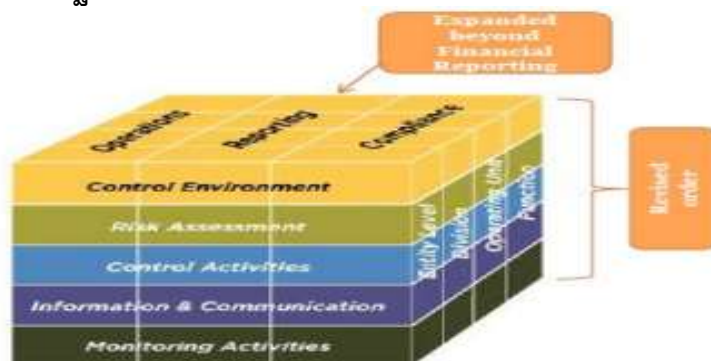 Expanded
beyond
Financial
Reporting
Operations
Reporting
Compliance
Control Environment
Risk Assessment
Control Activities
Information & Communication
Monitoring Activities
Entity Level
Division
Operating Unit
Function
Revised
order